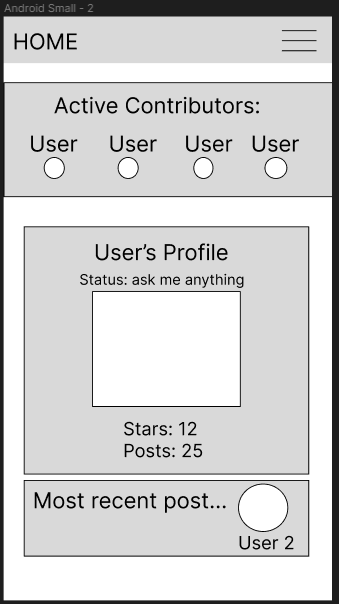 Android Small - 2
HOME
Active Contributors:
User User User User
User’s Profile
Status: ask me anything
Stars: 12
Posts: 25
Most recent post...
User 2